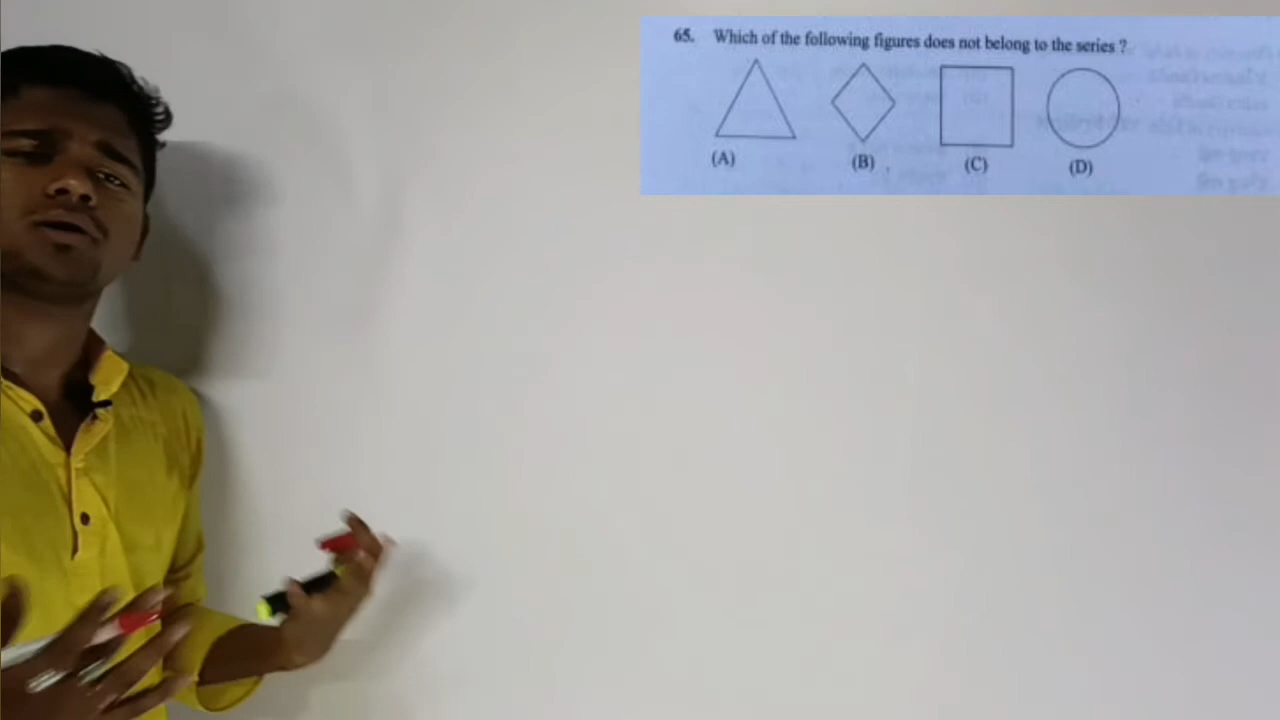 65. Which of the following figures does not belong to the series ?
(A) (B) (C) (D)